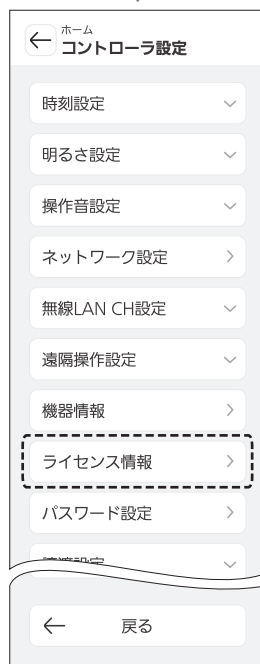 ホーム
コントローラ設定
時刻設定
明るさ設定
操作音設定
ネットワーク設定
無線LAN CH設定
遠隔操作設定
機器情報
ライセンス情報
パスワード設定
戻る